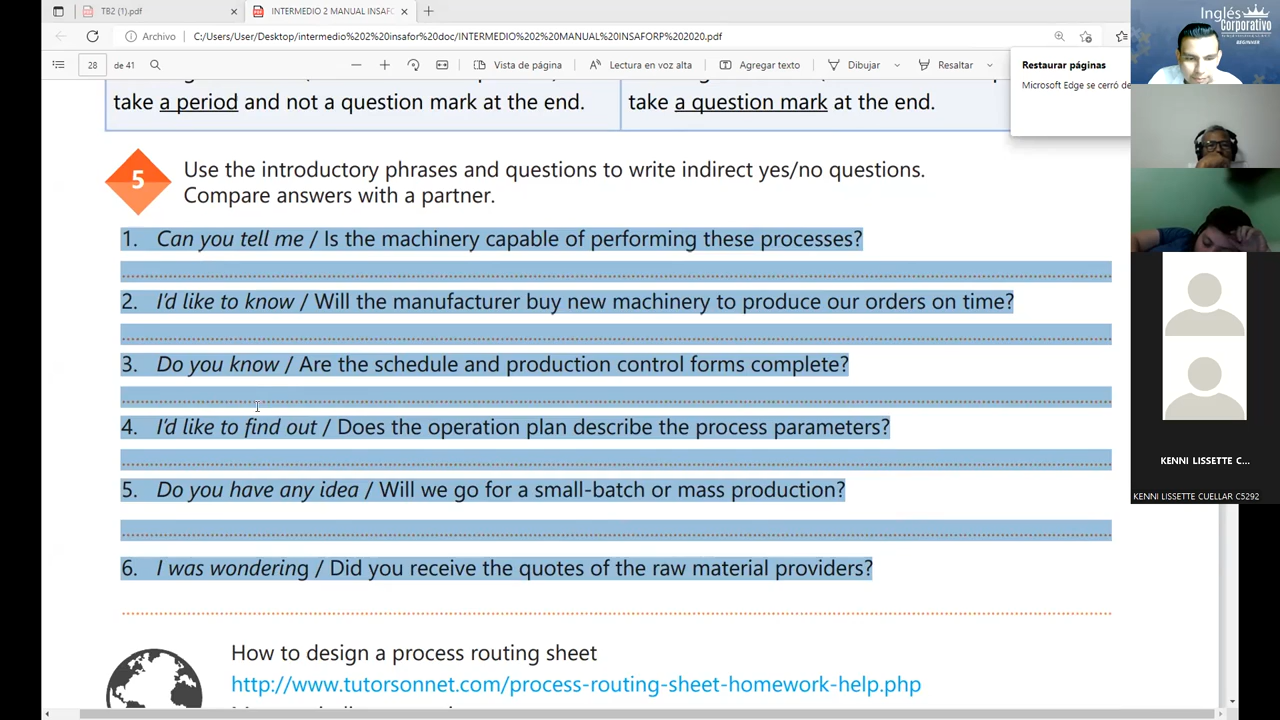 TB2 (1).pdf
INTERMEDIO 2 MANUAL INSAF
Archivo
C:/Users/User/Desktop/intermedio%202%20insafor%20doc/INTERMEDIO%202%20MANUAL%20INSAFORP%202020.pdf
28 de 41
Vista de página
Lectura en voz alta
Agregar texto
Dibujar
Resaltar
Restaurar páginas
Microsoft Edge se cerró de
take a period and not a question mark at the end.
take a question mark at the end.
5
Use the introductory phrases and questions to write indirect yes/no questions.
Compare answers with a partner.
1. Can you tell me / Is the machinery capable of performing these processes?
2. I'd like to know / Will the manufacturer buy new machinery to produce our orders on time?
3. Do you know / Are the schedule and production control forms complete?
4. I'd like to find out / Does the operation plan describe the process parameters?
5. Do you have any idea / Will we go for a small-batch or mass production?
6. I was wondering / Did you receive the quotes of the raw material providers?
How to design a process routing sheet
http://www.tutorsonnet.com/process-routing-sheet-homework-help.php
Inglés
Corporativo
BEGINNER
KENNI LISSETTE C...
KENNI LISSETTE CUELLAR C5292